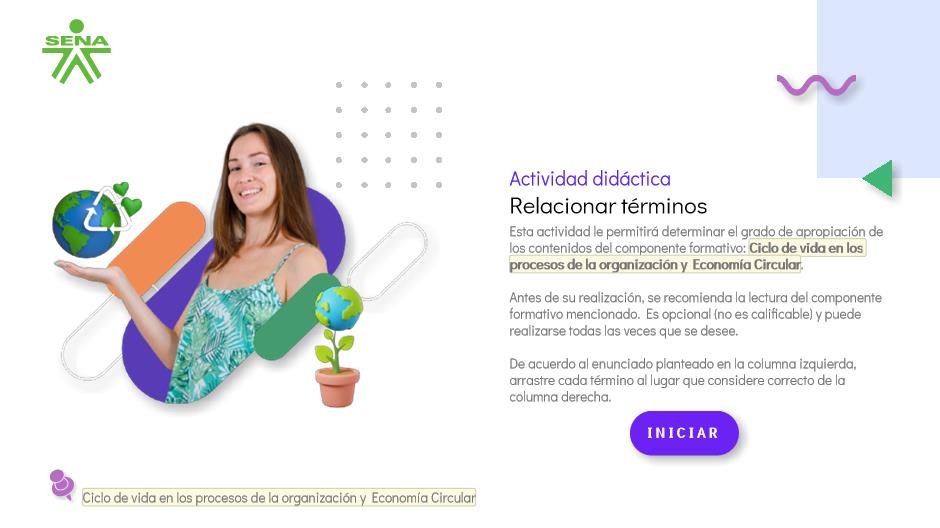 SENA
Actividad didáctica
Relacionar términos
Esta actividad le permitirá determinar el grado de apropiación de
los contenidos del componente formativo: Ciclo de vida en los
procesos de la organización y Economía Circular.
Antes de su realización, se recomienda la lectura del componente
formativo mencionado. Es opcional (no es calificable) y puede
realizarse todas las veces que se desee.
De acuerdo al enunciado planteado en la columna izquierda,
arrastre cada término al lugar que considere correcto de la
columna derecha.
INICIAR
Ciclo de vida en los procesos de la organización y Economía Circular